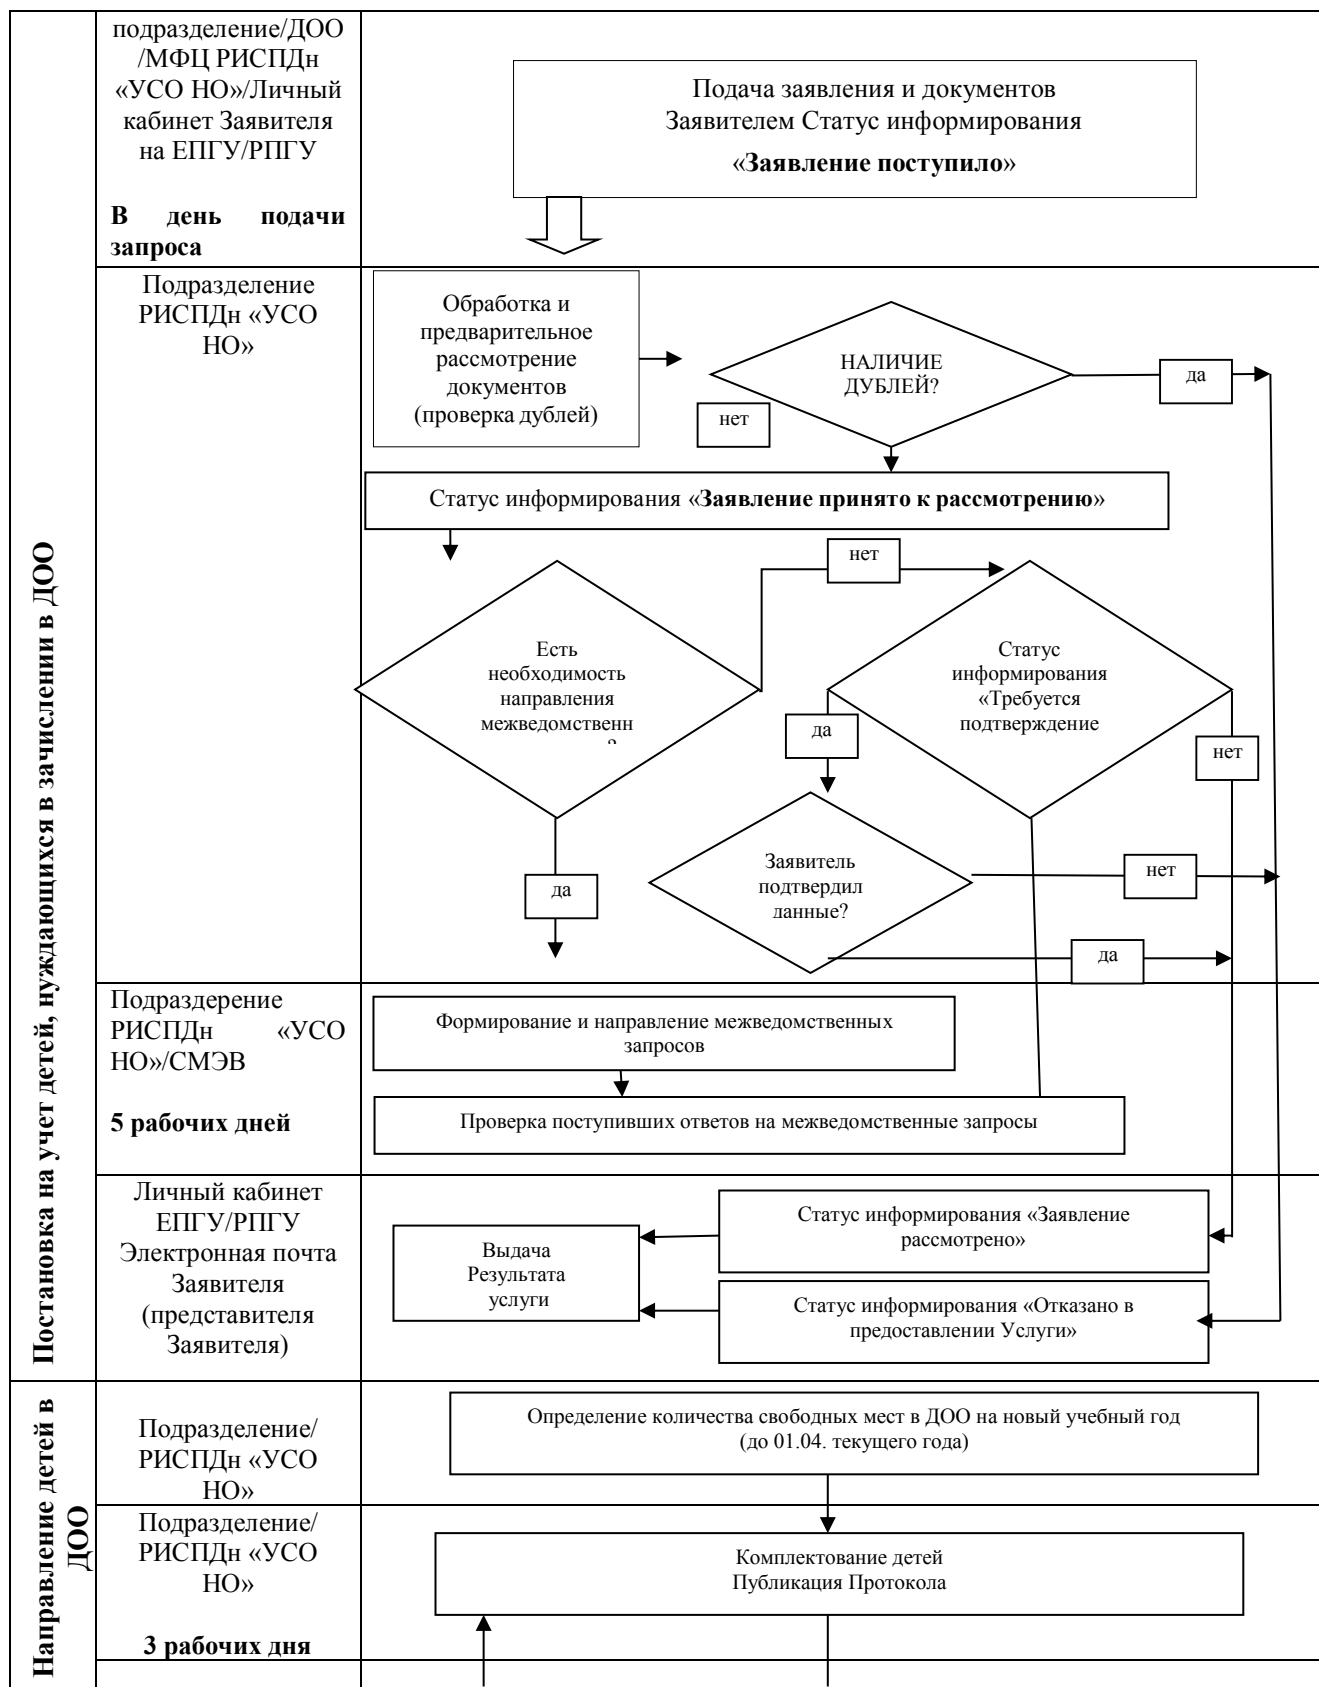 Постановка на учет детей, нуждающихся в зачислении в ДОО
подразделение/ДОО
/МФЦ РИСПДн
«УСО НО»/Личный
кабинет Заявителя
на ЕПГУ/РПГУ
В день подачи
запроса
Подача заявления и документов
Заявителем Статус информирования
«Заявление поступило»
Подразделение
РИСПДн «УСО
НО»
Обработка и
предварительное
рассмотрение
документов
(проверка дублей)
НАЛИЧИЕ
ДУБЛЕЙ?
да
нет
Статус информирования «Заявление принято к рассмотрению»
нет
Есть
необходимость
направления
межведомственн
Статус
информирования
«Требуется
подтверждение
да
нет
Заявитель
подтвердил
данные?
нет
да
да
Подраздерение
РИСПДн «УСО
НО»/СМЭВ
5 рабочих дней
Формирование и направление межведомственных
запросов
Проверка поступивших ответов на межведомственные запросы
Личный кабинет
ЕПГУ/РПГУ
Электронная почта
Заявителя
(представителя
Заявителя)
Выдача
Результата
услуги
Статус информирования «Заявление
рассмотрено»
Статус информирования «Отказано в
предоставлении Услуги»
Направление детей в
ДОО
Подразделение/
РИСПДн «УСО
НО»
Определение количества свободных мест в ДОО на новый учебный год
(до 01.04. текущего года)
Подразделение/
РИСПДн «УСО
НО»
3 рабочих дня
Комплектование детей
Публикация Протокола